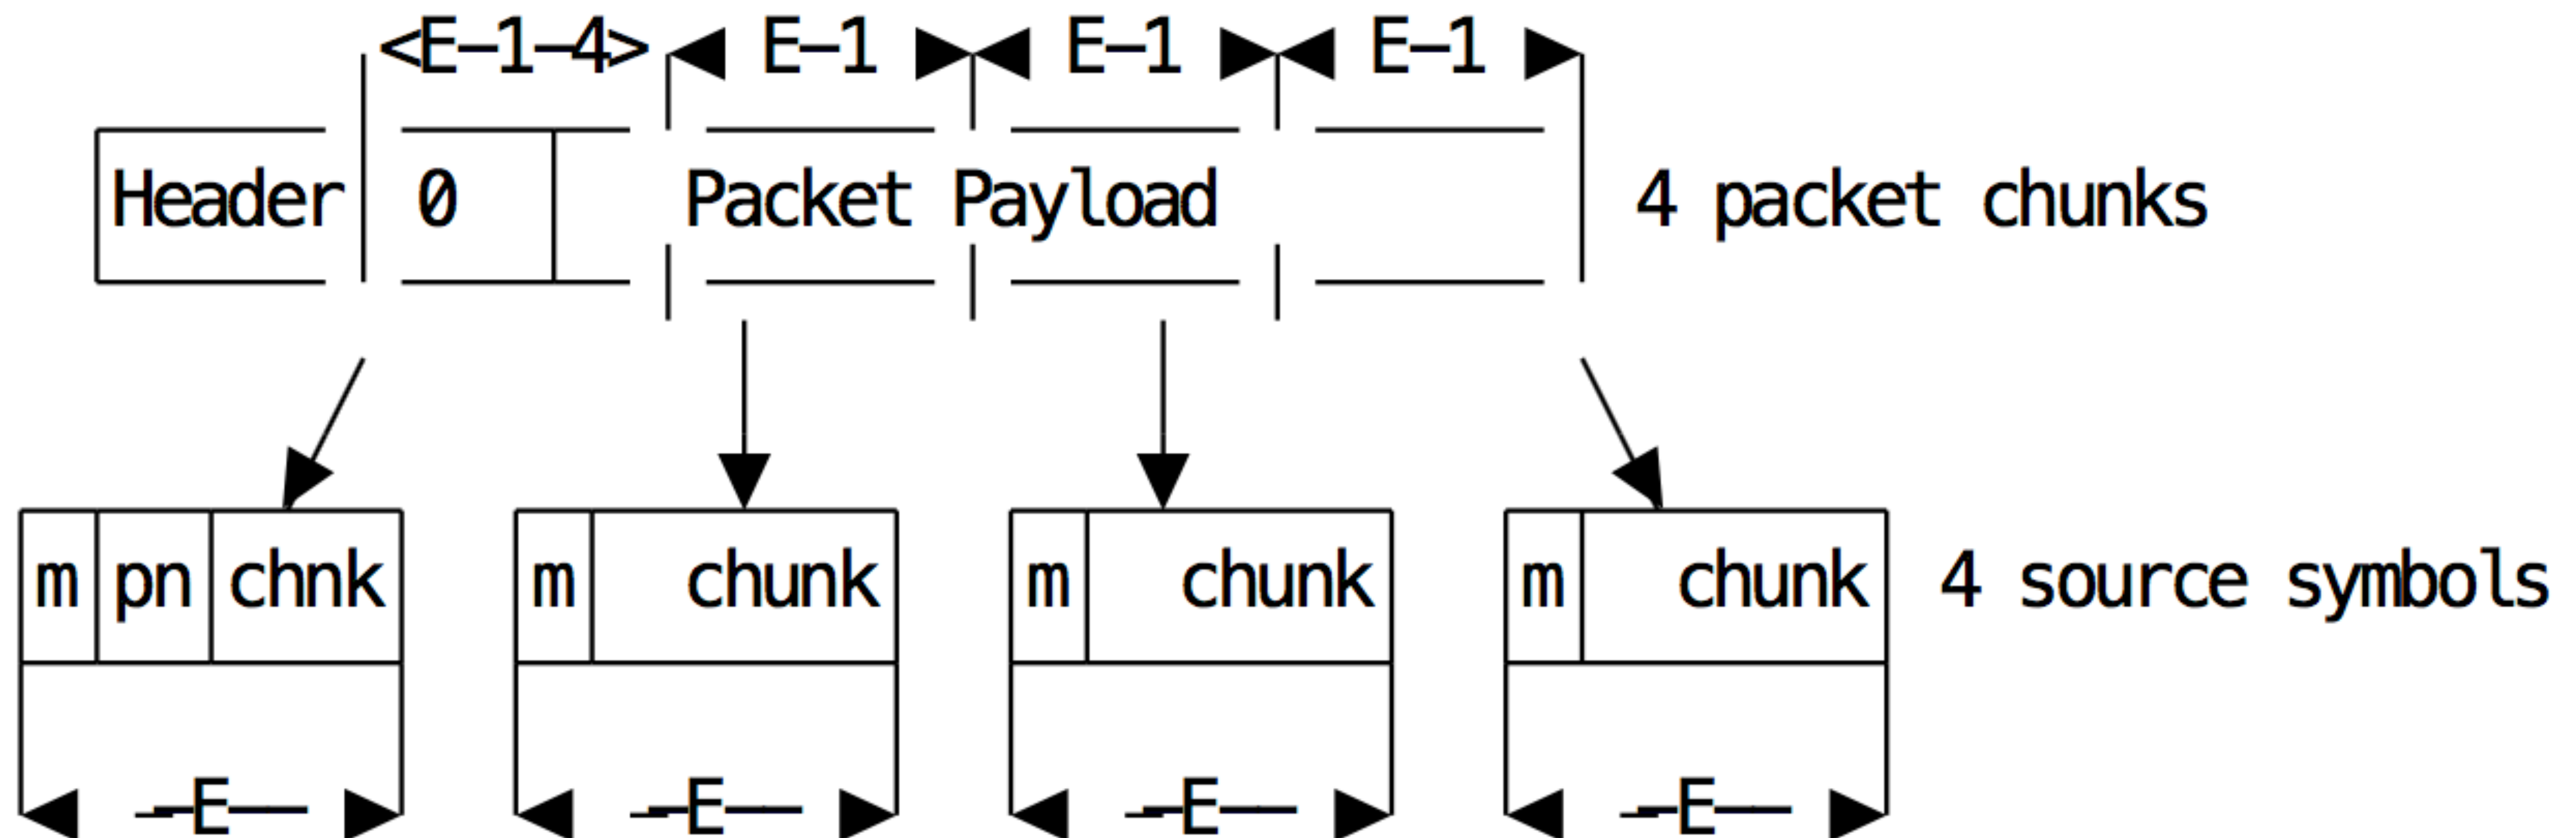 <E-1-4> E-1 E-1 E-1
Header 0 Packet Payload 4 packet chunks
m pn chnk m chunk m chunk m chunk 4 source symbols
--E-- --E-- --E-- --E--